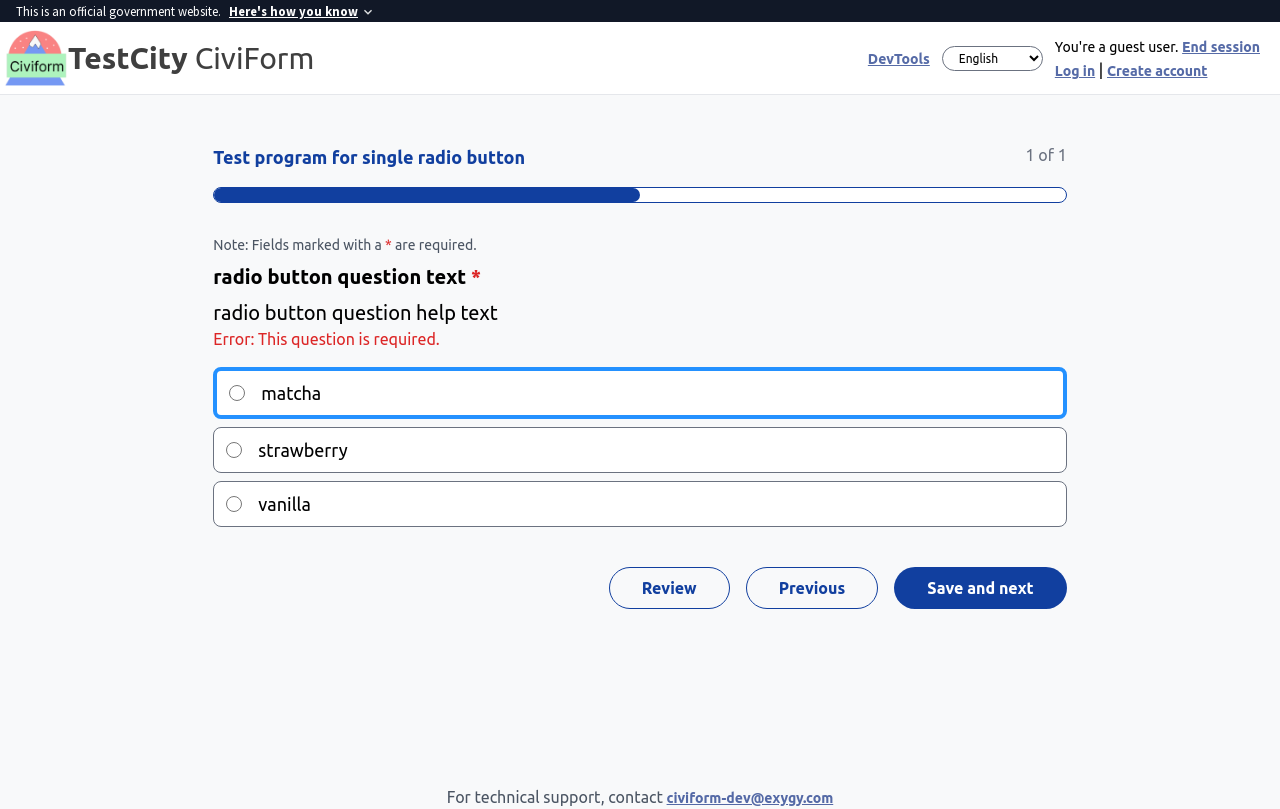 This is an official government website. Here's how you know
Civiform
TestCity CiviForm
DevTools
English
You're a guest user. End session
Log in | Create account
Test program for single radio button
1 of 1
Note: Fields marked with a * are required.
radio button question text *
radio button question help text
Error: This question is required.
matcha
strawberry
vanilla
Review
Previous
Save and next
For technical support, contact civiform-dev@exygy.com